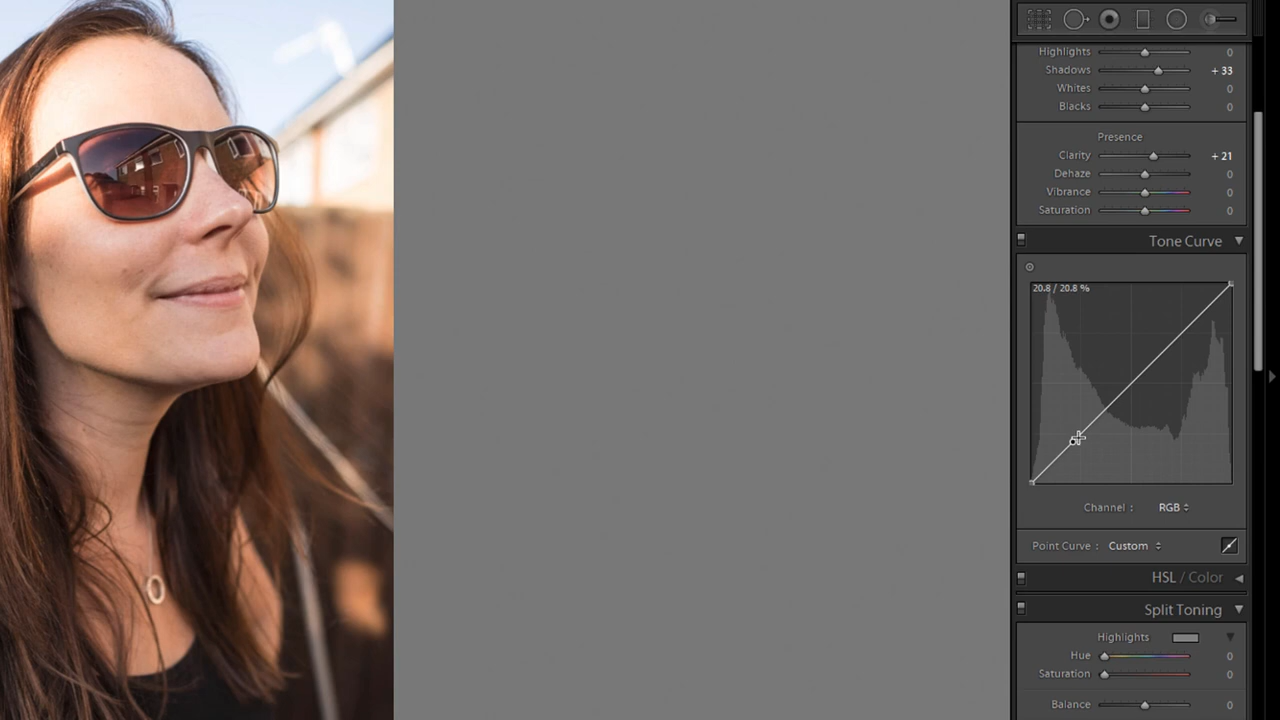 Highlights 0
Shadows + 33
Whites 0
Blacks 0
Presence
Clarity + 21
Dehaze 0
Vibrance 0
Saturation 0
Tone Curve
20.8 / 20.8 %
Channel : RGB
Point Curve : Custom
HSL / Color
Split Toning
Highlights
Hue 0
Saturation 0
Balance 0